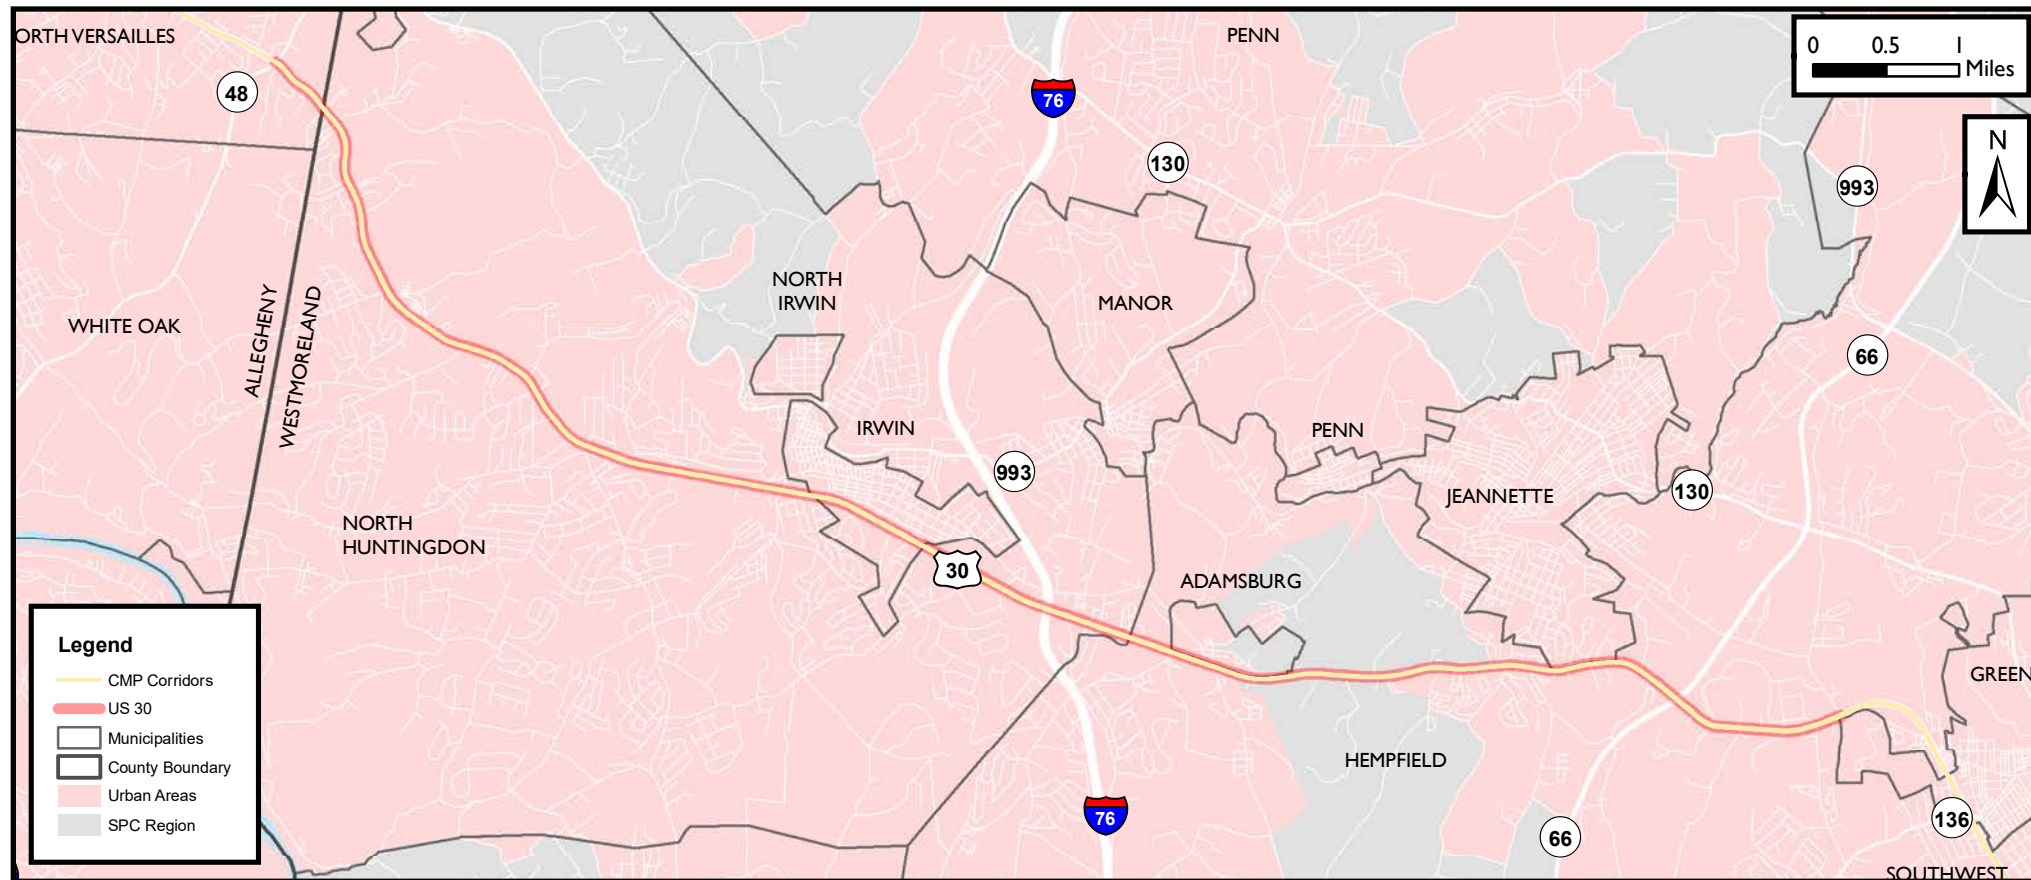 ORTH VERSAILLES
PENN
0 0.5 1
Miles
48
76
130
993
N
NORTH
IRWIN
MANOR
WHITE OAK
ALLEGHENY
WESTMORELAND
66
IRWIN
PENN
993
JEANNETTE
130
NORTH
HUNTINGDON
30
ADAMSBURG
GREEN
HEMPFIELD
76
66
136
SOUTHWEST
Legend
CMP Corridors
US 30
Municipalities
County Boundary
Urban Areas
SPC Region